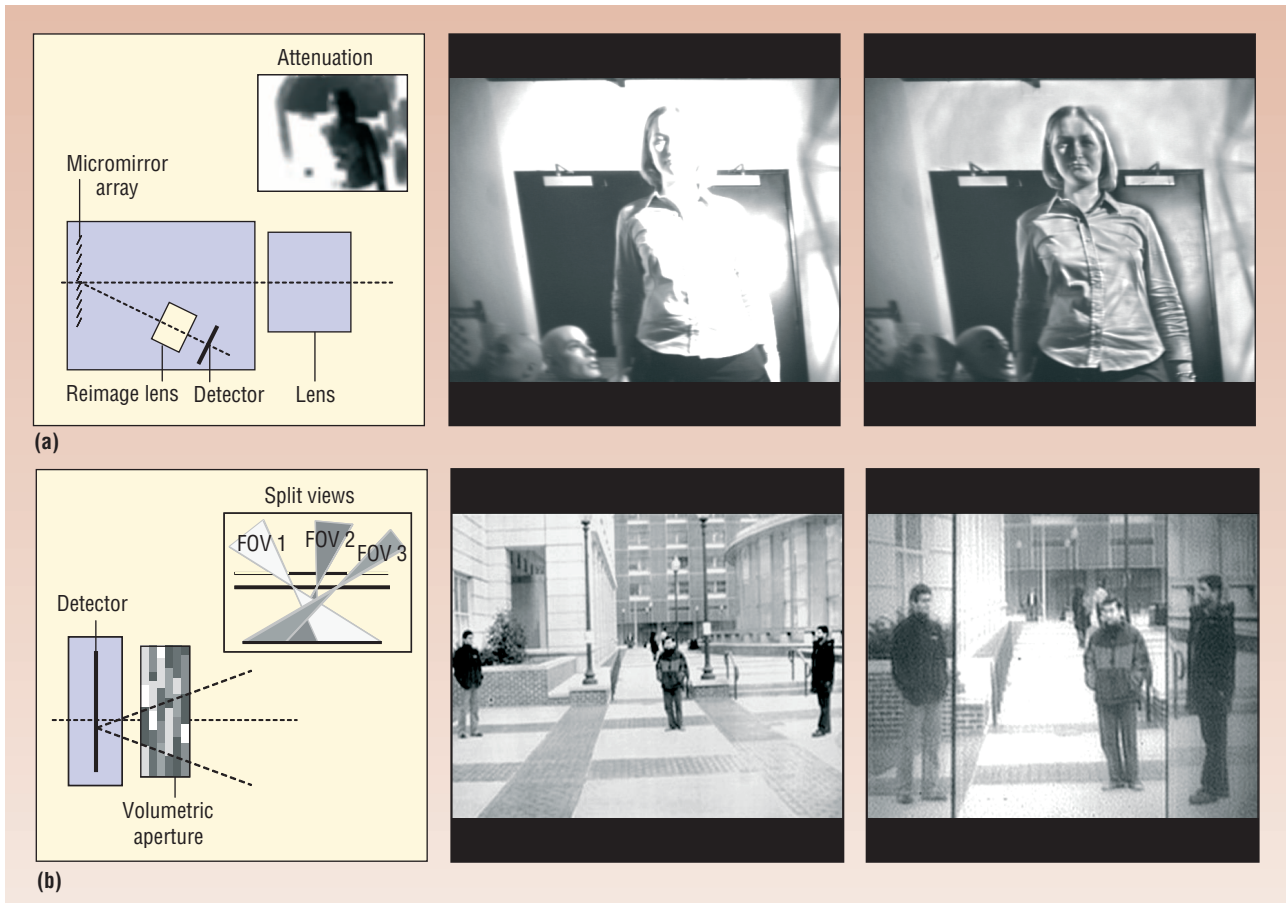 Attenuation
Micromirror
array
Reimage lens
Detector
Lens
(a)
Split views
FOV 1
FOV 2
FOV 3
Detector
Volumetric
aperture
(b)